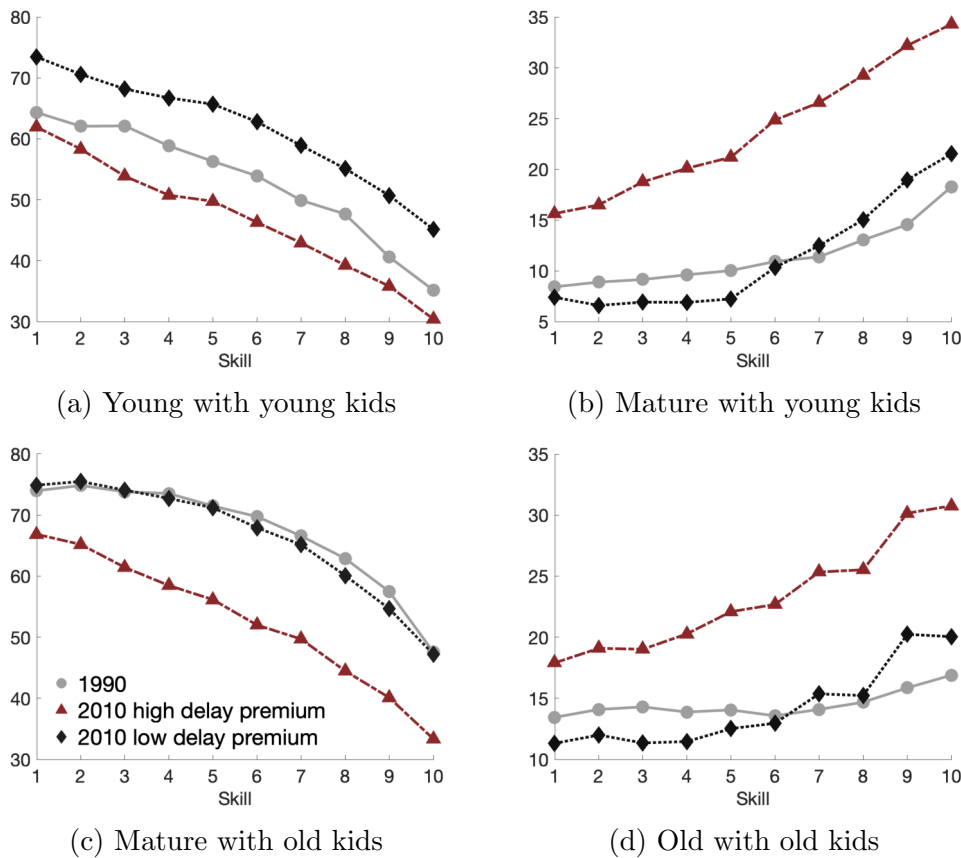 80
70
60
50
40
30
1 2 3 4 5 6 7 8 9 10
Skill
(a) Young with young kids
35
30
25
20
15
10
5
1 2 3 4 5 6 7 8 9 10
Skill
(b) Mature with young kids
80
70
60
50
40
30
1990
2010 high delay premium
2010 low delay premium
1 2 3 4 5 6 7 8 9 10
Skill
(c) Mature with old kids
35
30
25
20
15
10
1 2 3 4 5 6 7 8 9 10
Skill
(d) Old with old kids